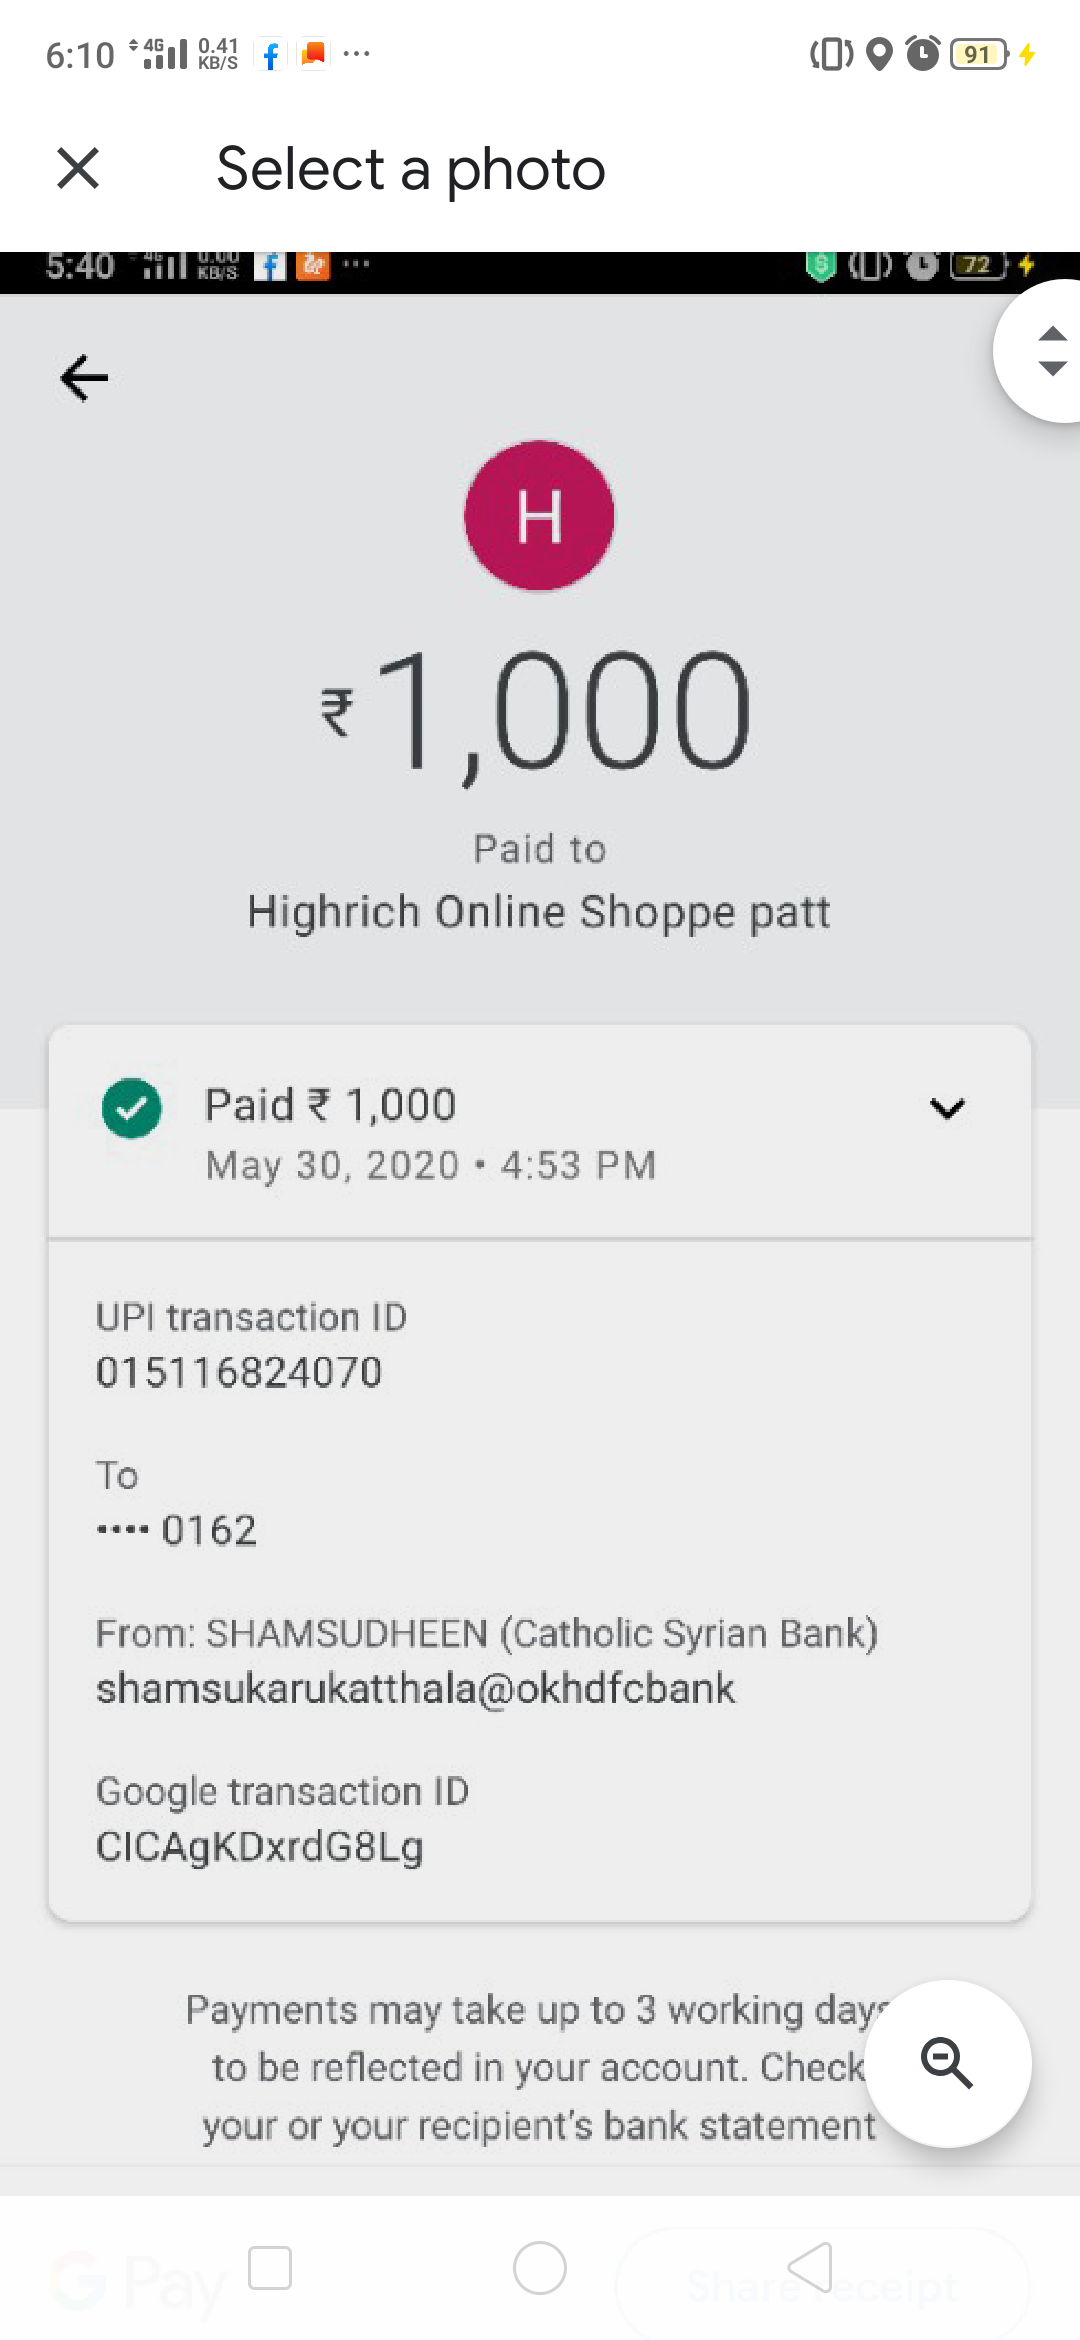 6:10 4G 0.41 KB/S 91
Select a photo
5:40 4G 0.00 KB/S 72
H
₹1,000
Paid to
Highrich Online Shoppe patt
Paid ₹ 1,000
May 30, 2020 • 4:53 PM
UPI transaction ID
015116824070
To
•••• 0162
From: SHAMSUDHEEN (Catholic Syrian Bank)
shamsukarukatthala@okhdfcbank
Google transaction ID
CICAgKDxrdG8Lg
Payments may take up to 3 working days
to be reflected in your account. Check
your or your recipient's bank statement
G Pay Share receipt